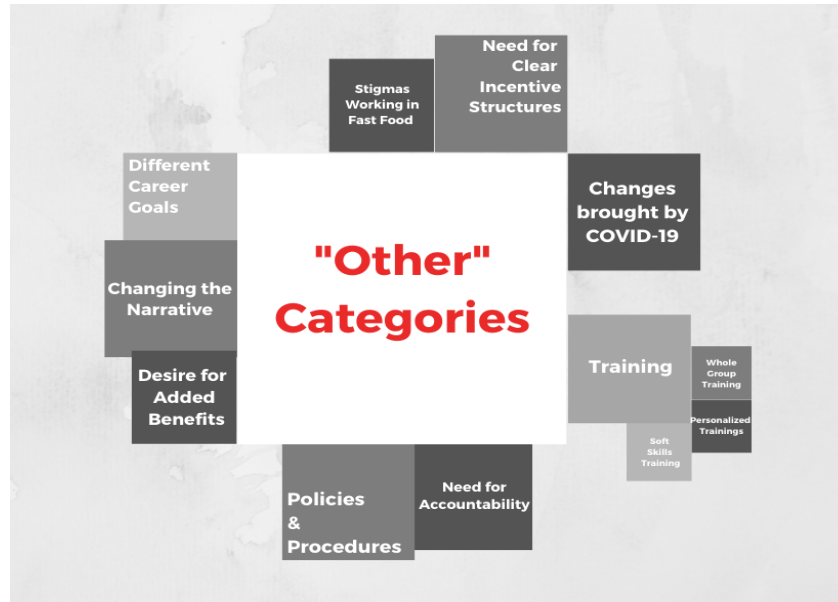 Need for
Clear
Incentive
Structures
Stigmas
Working in
Fast Food
Different
Career
Goals
Changes
brought by
COVID-19
"Other"
Categories
Changing the
Narrative
Training
Whole
Group
Training
Desire for
Added
Benefits
Personalized
Trainings
Soft
Skills
Training
Policies
&
Procedures
Need for
Accountability